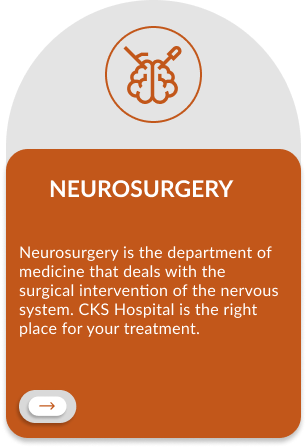 NEUROSURGERY
Neurosurgery is the department of
medicine that deals with the
surgical intervention of the nervous
system. CKS Hospital is the right
place for your treatment.